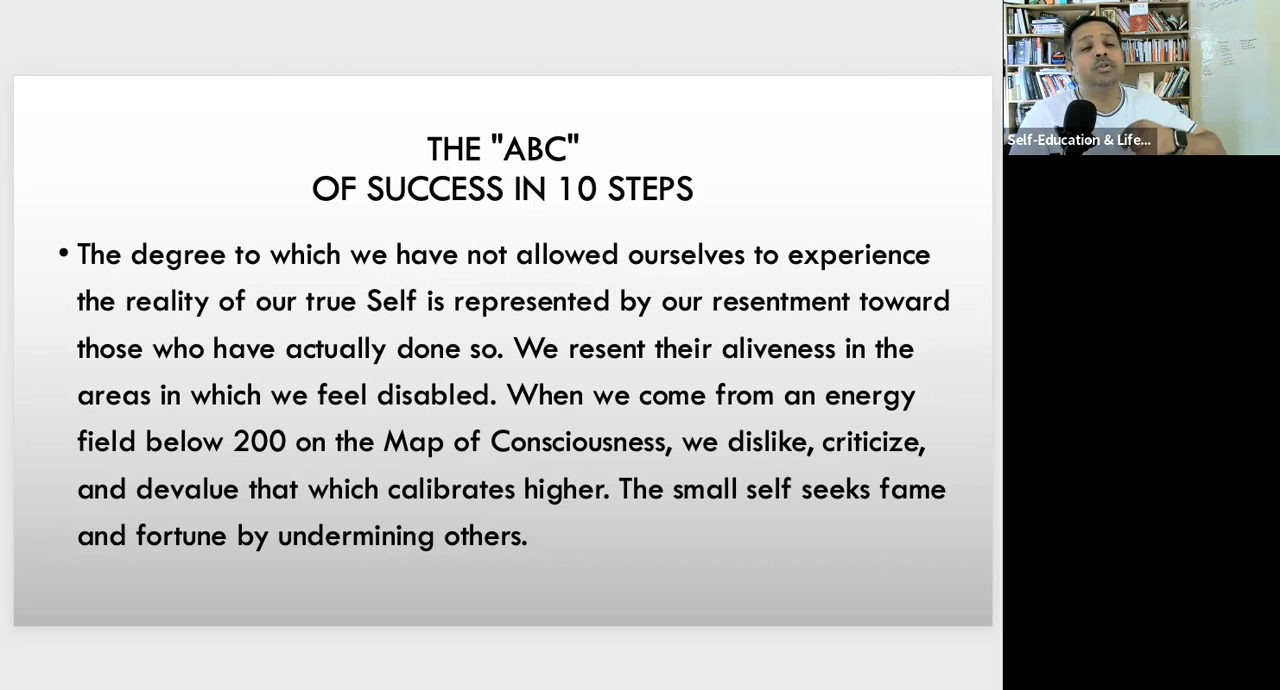 THE "ABC"
OF SUCCESS IN 10 STEPS
• The degree to which we have not allowed ourselves to experience
the reality of our true Self is represented by our resentment toward
those who have actually done so. We resent their aliveness in the
areas in which we feel disabled. When we come from an energy
field below 200 on the Map of Consciousness, we dislike, criticize,
and devalue that which calibrates higher. The small self seeks fame
and fortune by undermining others.
Self-Education & Life...